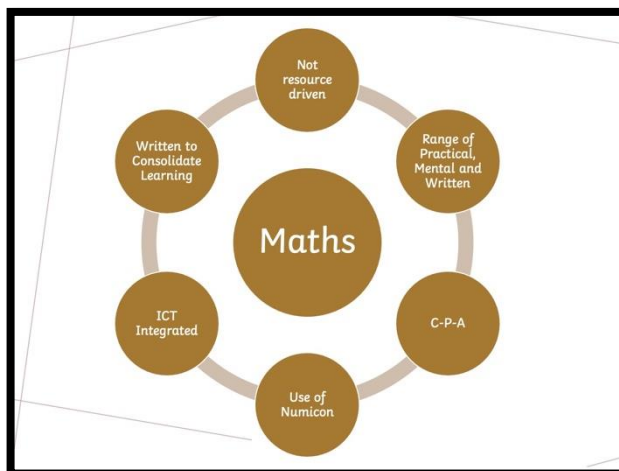 Not
resource
driven
Range of
Practical,
Mental and
Written
C-P-A
Use of
Numicon
ICT
Integrated
Written to
Consolidate
Learning
Maths